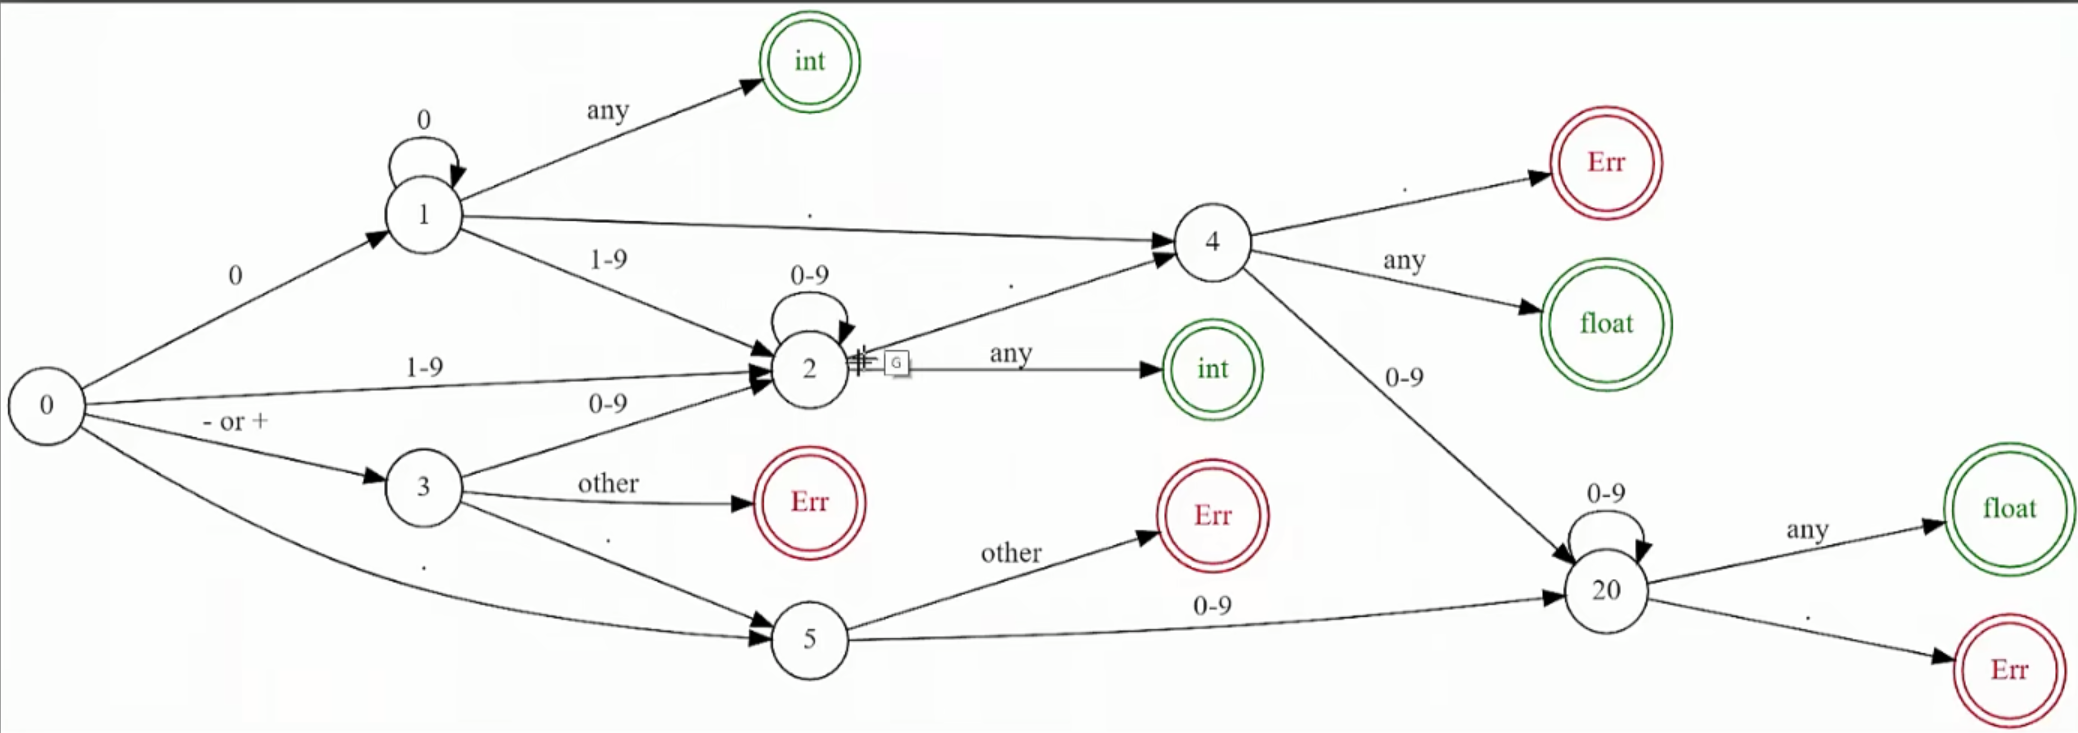 int
any
0
Err
1
.
.
4
0
1-9
any
0-9
.
float
1-9
2
G
any
int
0-9
0
- or +
0-9
3
other
Err
Err
0-9
any
float
.
other
.
0-9
20
.
5
Err